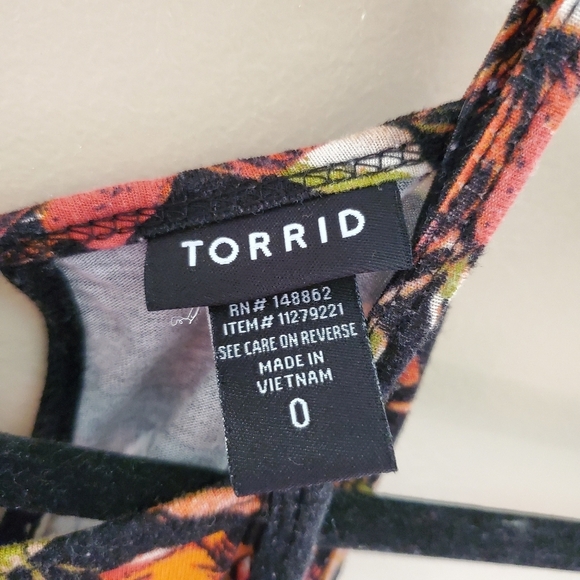 TORRID
RN# 148862
ITEM# 11279221
SEE CARE ON REVERSE
MADE IN
VIETNAM
0